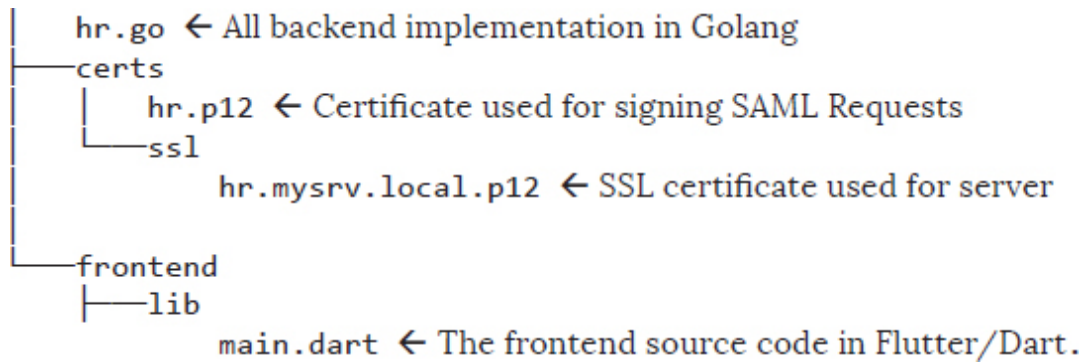 hr.go ← All backend implementation in Golang
certs
hr.p12 ← Certificate used for signing SAML Requests
ssl
hr.mysrv.local.p12 ← SSL certificate used for server
frontend
lib
main.dart ← The frontend source code in Flutter/Dart.